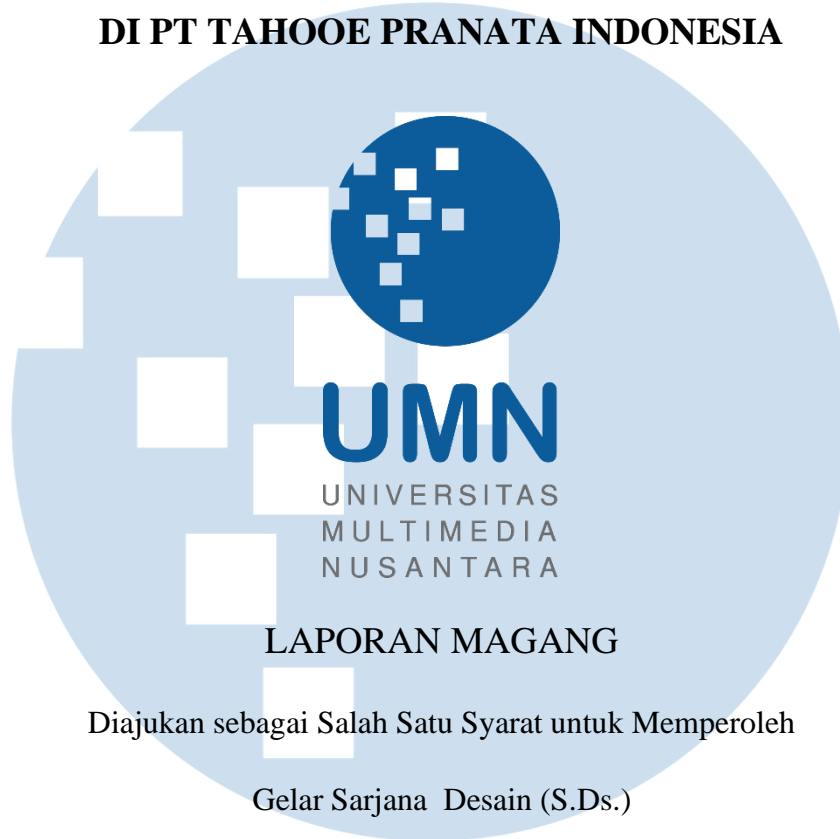 DI PT TAHOOE PRANATA INDONESIA
UMN
UNIVERSITAS
MULTIMEDIA
NUSANTARA
LAPORAN MAGANG
Diajukan sebagai Salah Satu Syarat untuk Memperoleh
Gelar Sarjana Desain (S.Ds.)